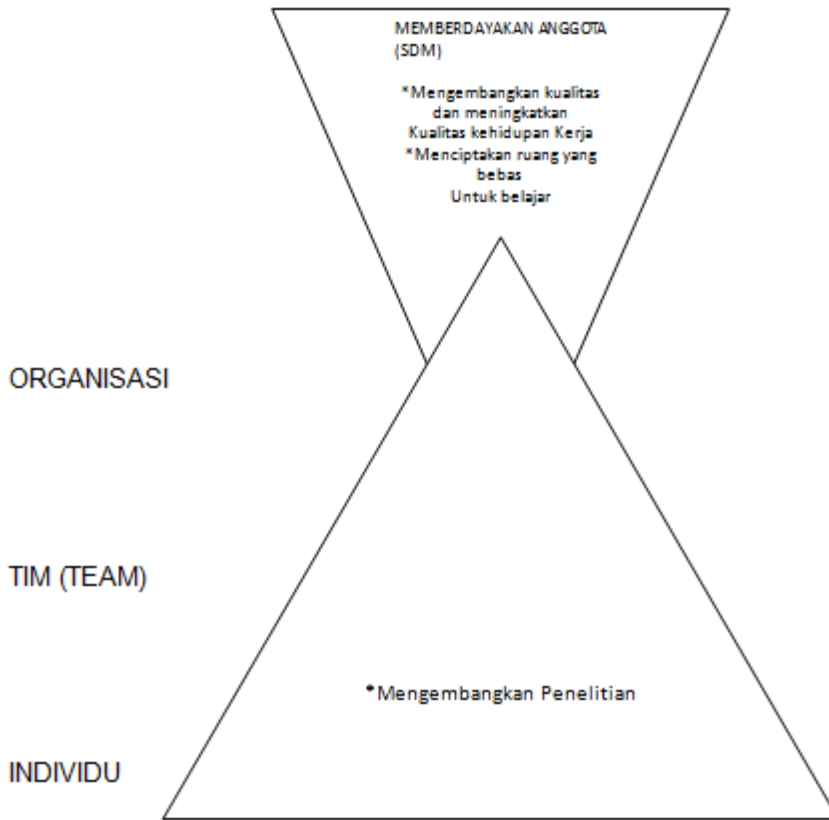 MEMBERDAYAKAN ANGGOTA
(SDM)
*Mengembangkan kualitas
dan meningkatkan
Kualitas kehidupan Kerja
*Menciptakan ruang yang
bebas
Untuk belajar
ORGANISASI
TIM (TEAM)
*Mengembangkan Penelitian
INDIVIDU